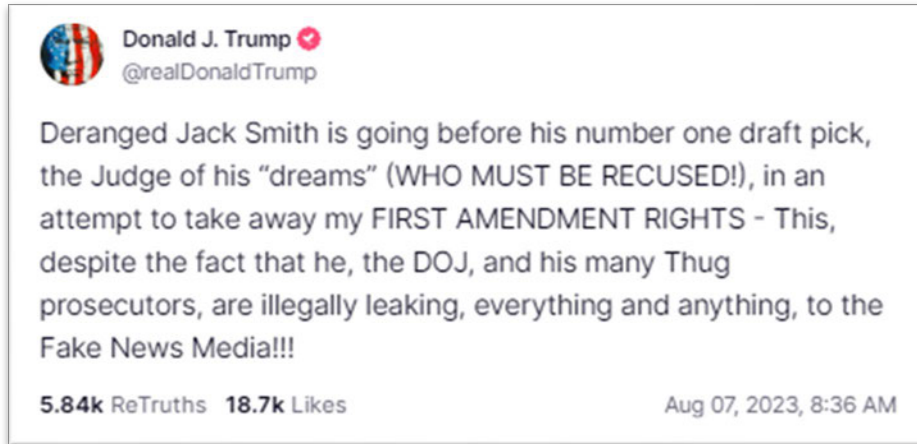 Donald J. Trump
@realDonaldTrump
Deranged Jack Smith is going before his number one draft pick,
the Judge of his “dreams” (WHO MUST BE RECUSED!), in an
attempt to take away my FIRST AMENDMENT RIGHTS - This,
despite the fact that he, the DOJ, and his many Thug
prosecutors, are illegally leaking, everything and anything, to the
Fake News Media!!!
5.84k ReTruths 18.7k Likes Aug 07, 2023, 8:36 AM